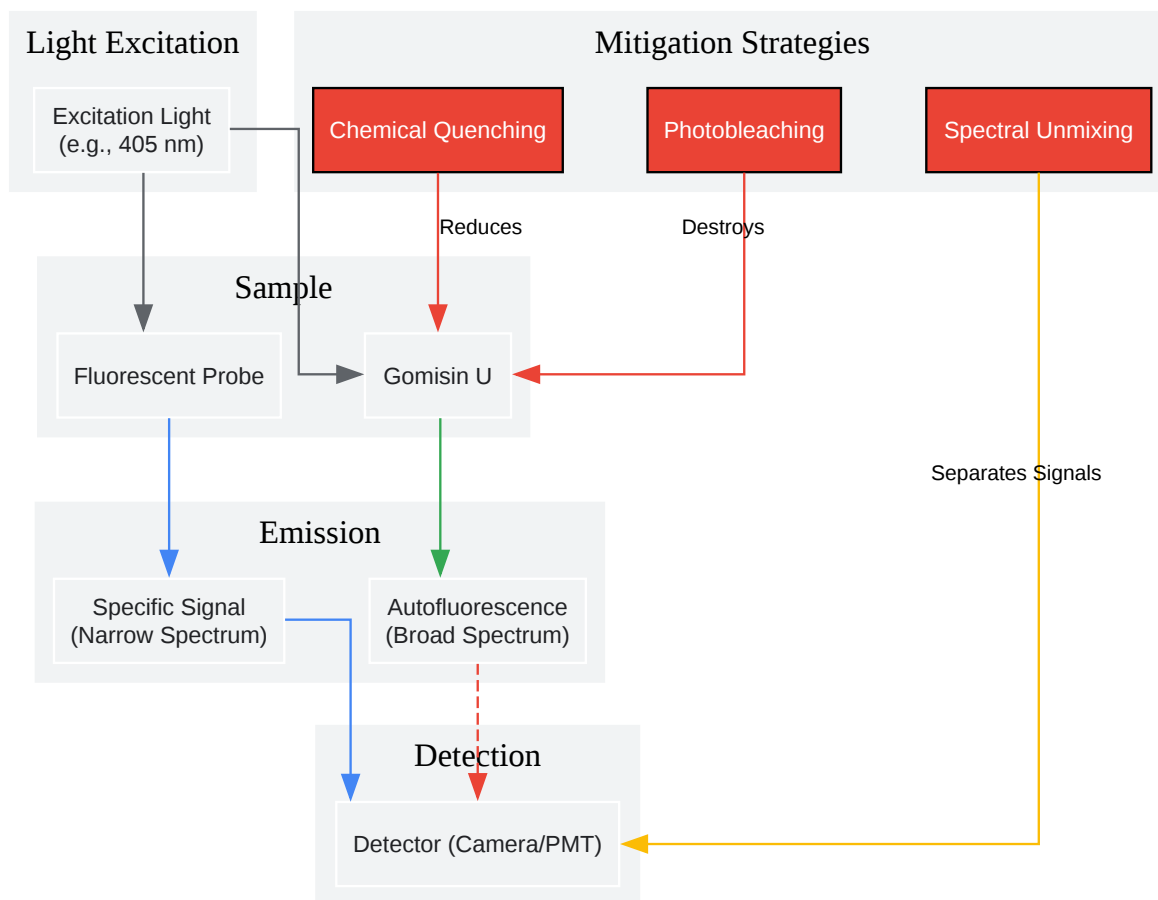 Light Excitation
Mitigation Strategies
Excitation Light
(e.g., 405 nm)
Chemical Quenching
Photobleaching
Spectral Unmixing
Reduces
Destroys
Sample
Fluorescent Probe
Gomisin U
Separates Signals
Emission
Specific Signal
(Narrow Spectrum)
Autofluorescence
(Broad Spectrum)
Detection
Detector (Camera/PMT)